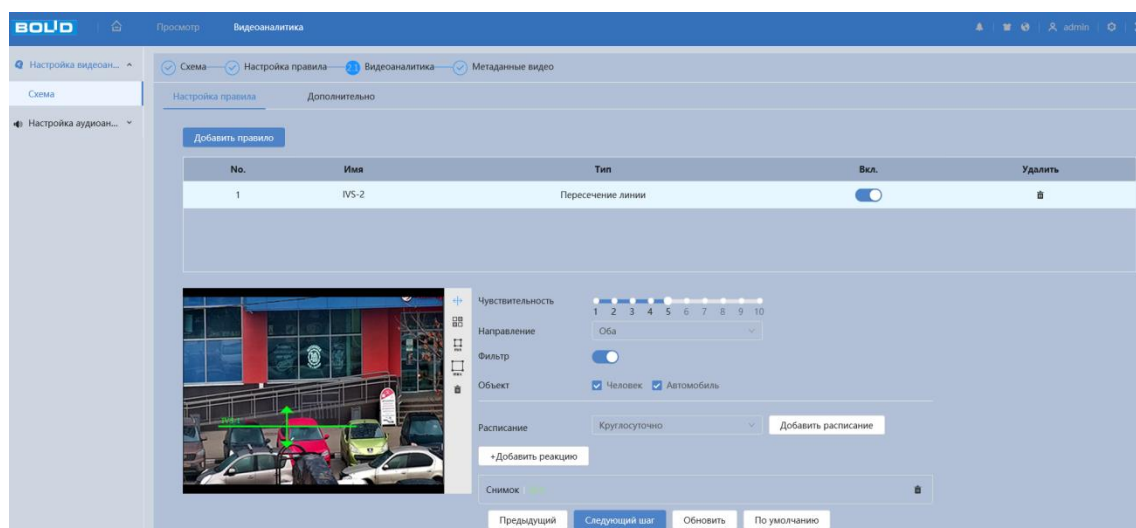 BOLID Просмотр Видеоаналитика admin
Настройка видеоан...
Схема
Настройка аудиоан...
Схема Настройка правила 2.1 Видеоаналитика Метаданные видео
Настройка правила Дополнительно
Добавить правило
No. Имя Тип Вкл. Удалить
1 IVS-2 Пересечение линии
Чувствительность
1 2 3 4 5 6 7 8 9 10
Направление Оба
Фильтр
Объект Человек Автомобиль
Расписание Круглосуточно Добавить расписание
+Добавить реакцию
Снимок
Предыдущий Следующий шаг Обновить По умолчанию